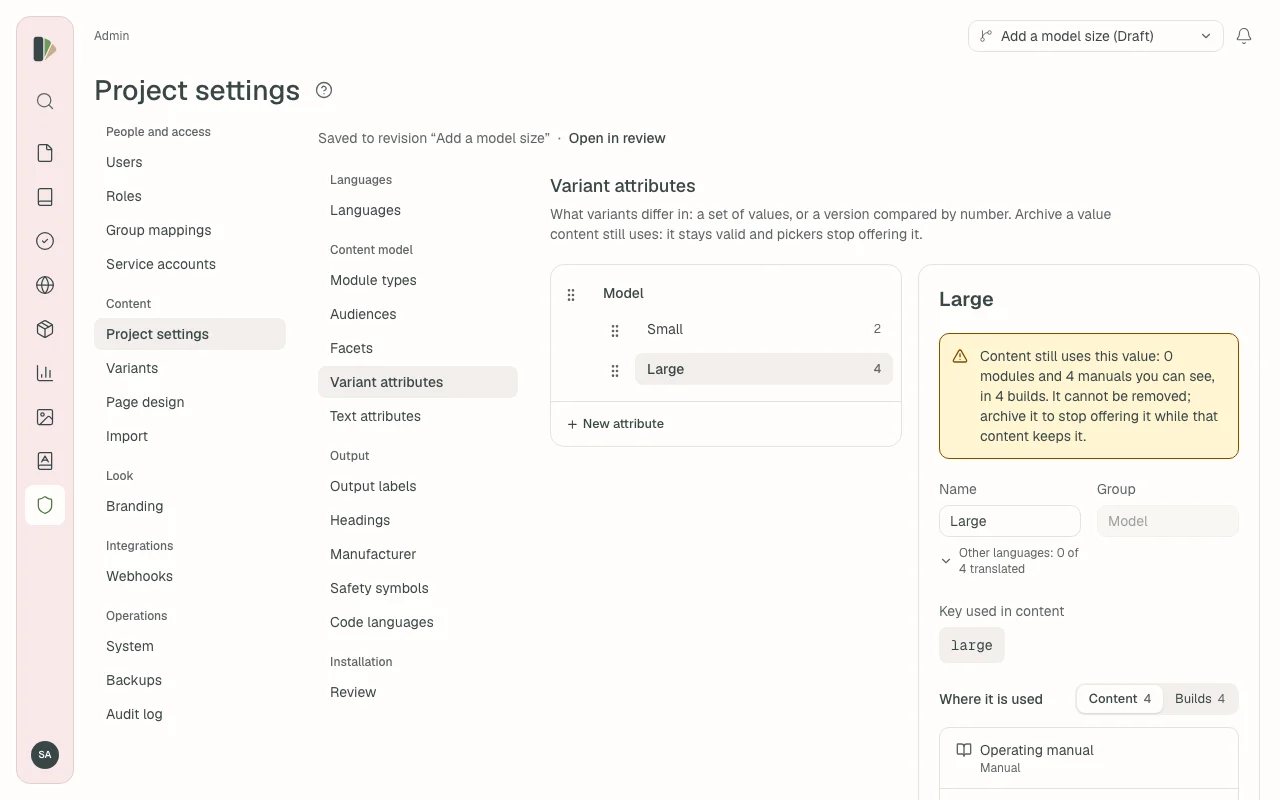 Admin
Add a model size (Draft)
Project settings
People and access
Users
Roles
Group mappings
Service accounts
Content
Project settings
Variants
Page design
Import
Look
Branding
Integrations
Webhooks
Operations
System
Backups
Audit log
SA
Saved to revision “Add a model size” · Open in review
Languages
Languages
Content model
Module types
Audiences
Facets
Variant attributes
Text attributes
Output
Output labels
Headings
Manufacturer
Safety symbols
Code languages
Installation
Review
Variant attributes
What variants differ in: a set of values, or a version compared by number. Archive a value
content still uses: it stays valid and pickers stop offering it.
Model
Small 2
Large 4
+ New attribute
Large
Content still uses this value: 0
modules and 4 manuals you can see,
in 4 builds. It cannot be removed;
archive it to stop offering it while that
content keeps it.
Name Group
Large Model
Other languages: 0 of
4 translated
Key used in content
large
Where it is used Content 4 Builds 4
Operating manual
Manual